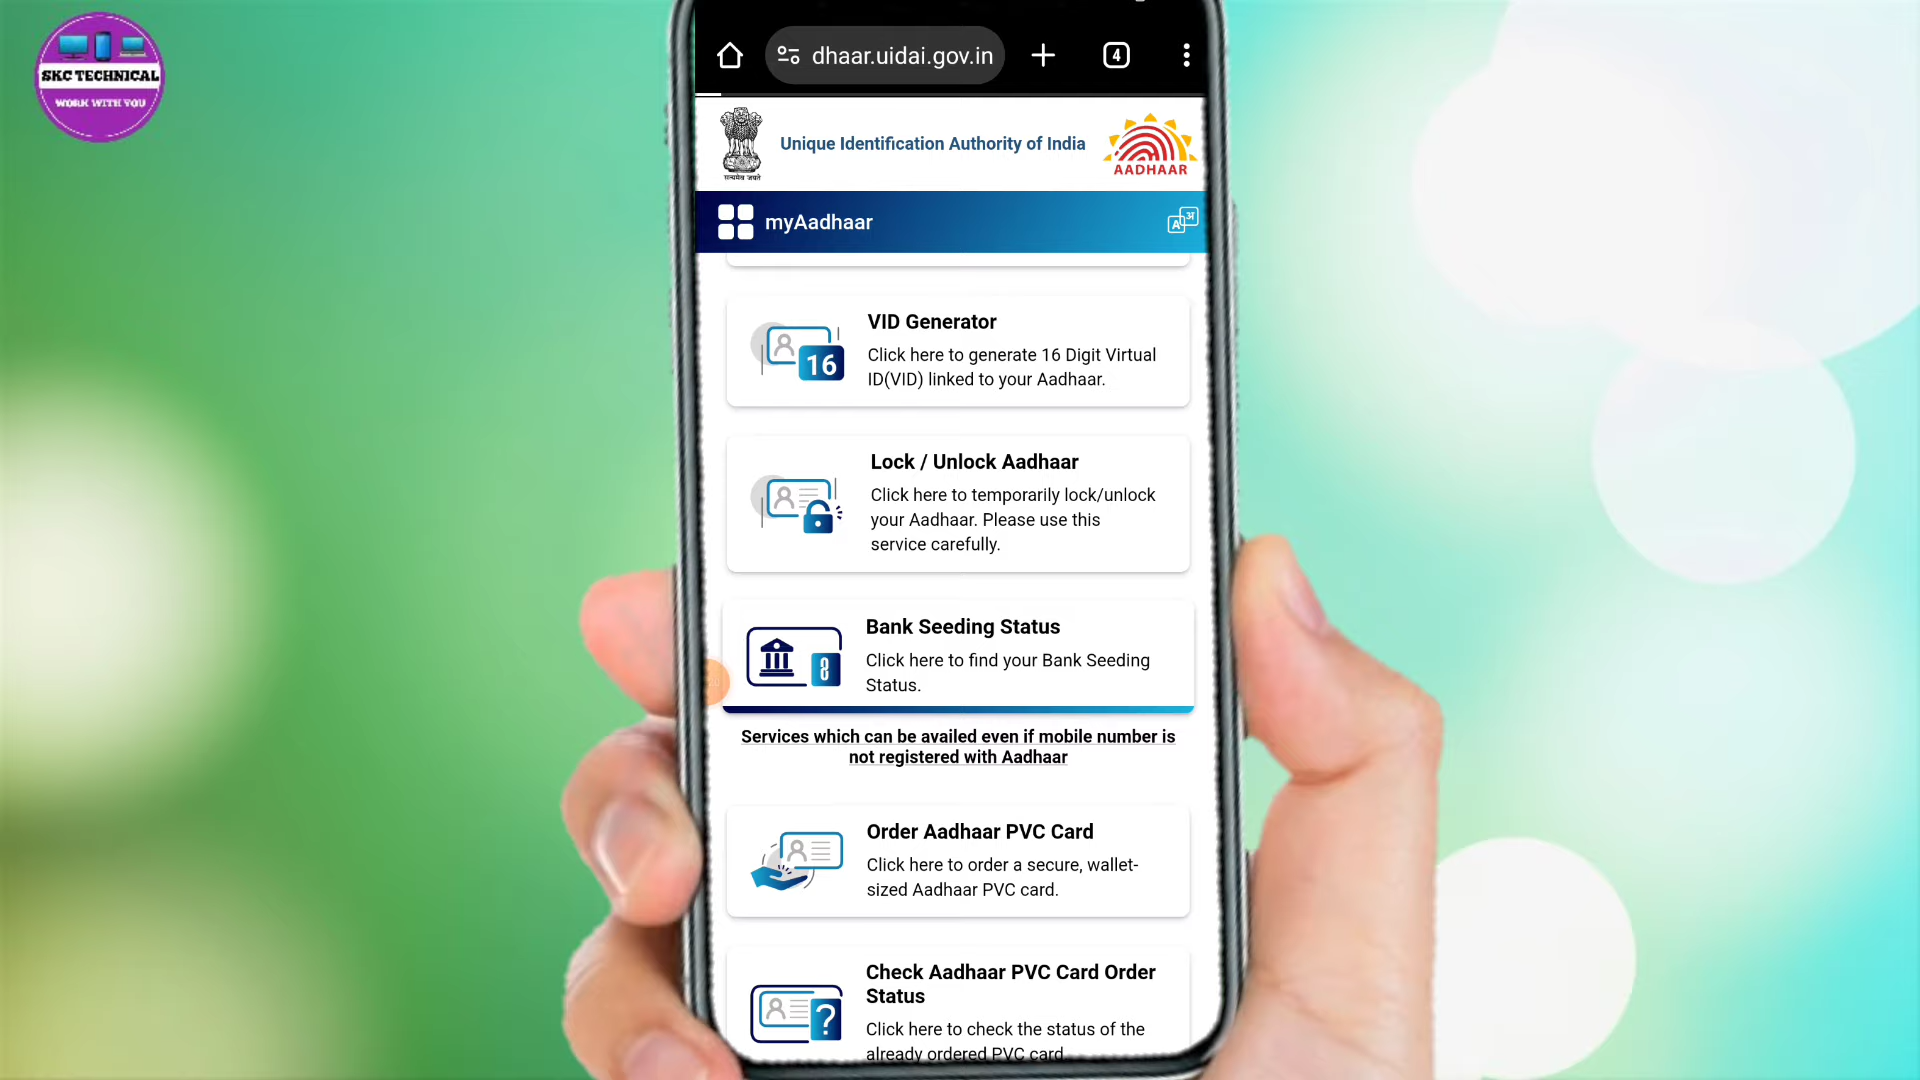 SKC TECHNICAL
WORK WITH YOU
dhaar.uidai.gov.in
4
Unique Identification Authority of India
सत्यमेव जयते
AADHAAR
myAadhaar
A अ
VID Generator
Click here to generate 16 Digit Virtual
ID(VID) linked to your Aadhaar.
16
Lock / Unlock Aadhaar
Click here to temporarily lock/unlock
your Aadhaar. Please use this
service carefully.
Bank Seeding Status
Click here to find your Bank Seeding
Status.
8
Services which can be availed even if mobile number is
not registered with Aadhaar
Order Aadhaar PVC Card
Click here to order a secure, wallet-
sized Aadhaar PVC card.
Check Aadhaar PVC Card Order
Status
?
Click here to check the status of the
already ordered PVC card